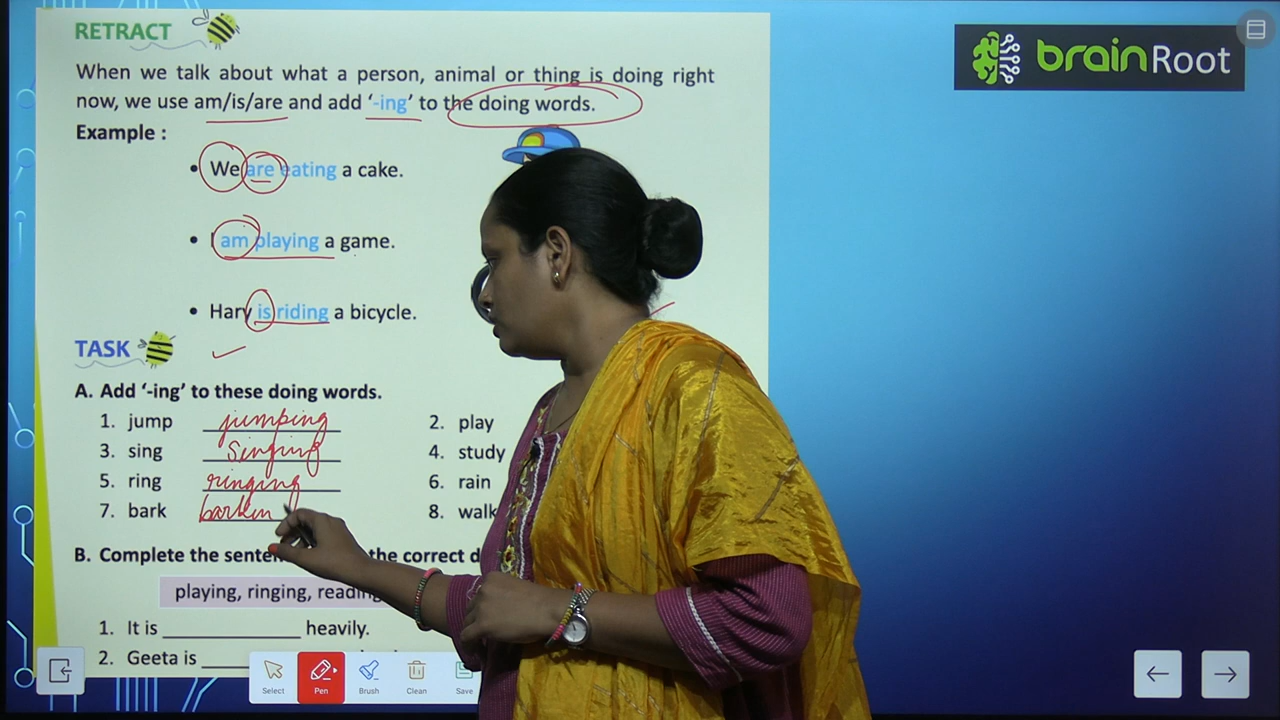 RETRACT
brainRoot
When we talk about what a person, animal or thing is doing right
now, we use am/is/are and add ‘-ing’ to the doing words.
Example :
• We are eating a cake.
• I am playing a game.
• Hary is riding a bicycle.
TASK
A. Add ‘-ing’ to these doing words.
1. jump jumping 2. play
3. sing singing 4. study
5. ring ringing 6. rain
7. bark barkin 8. walk
B. Complete the the correct
playing, ringing, reading
1. It is ____________ heavily.
2. Geeta is
Select Pen Brush Clean Save